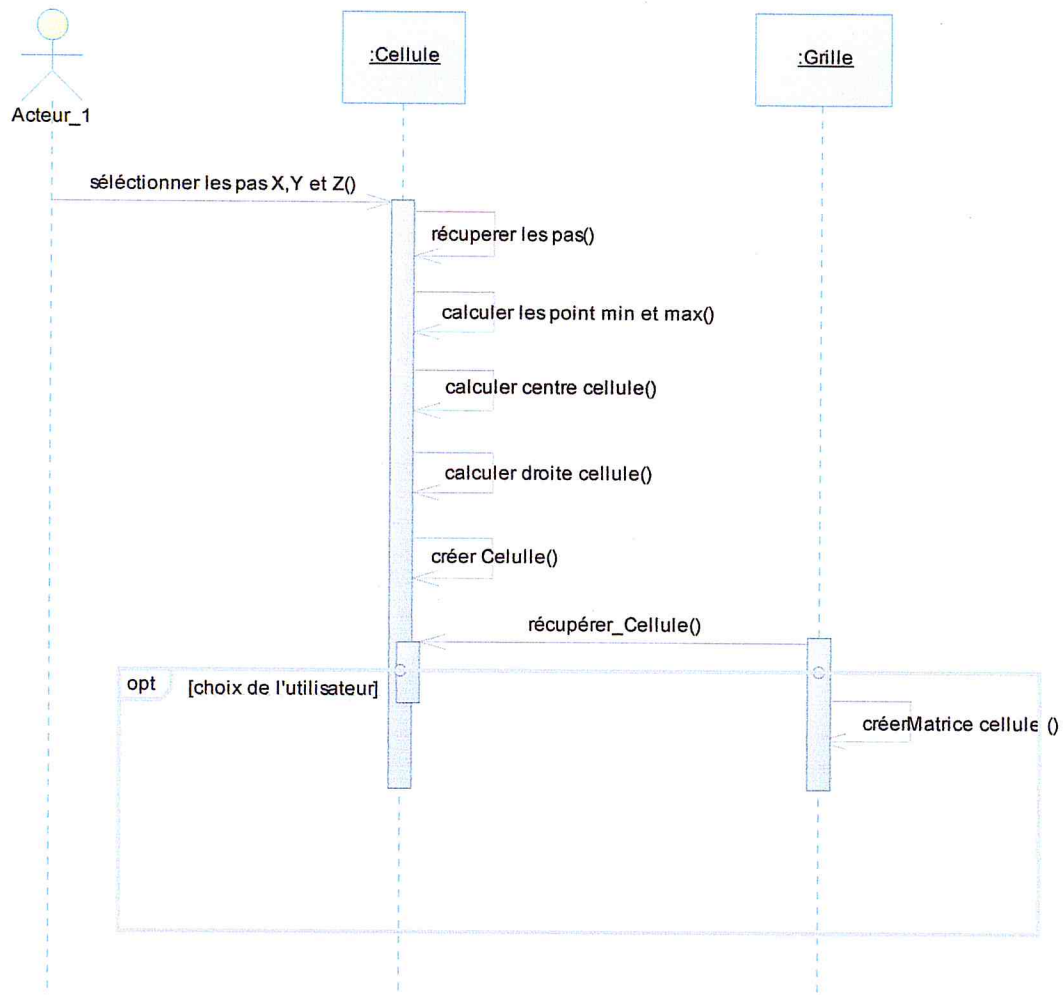 :Cellule
:Grille
Acteur_1
séléctionner les pas X,Y et Z()
récuperer les pas()
calculer les point min et max()
calculer centre cellule()
calculer droite cellule()
créer Celulle()
récupérer_Cellule()
opt
[choix de l'utilisateur]
créerMatrice cellule ()